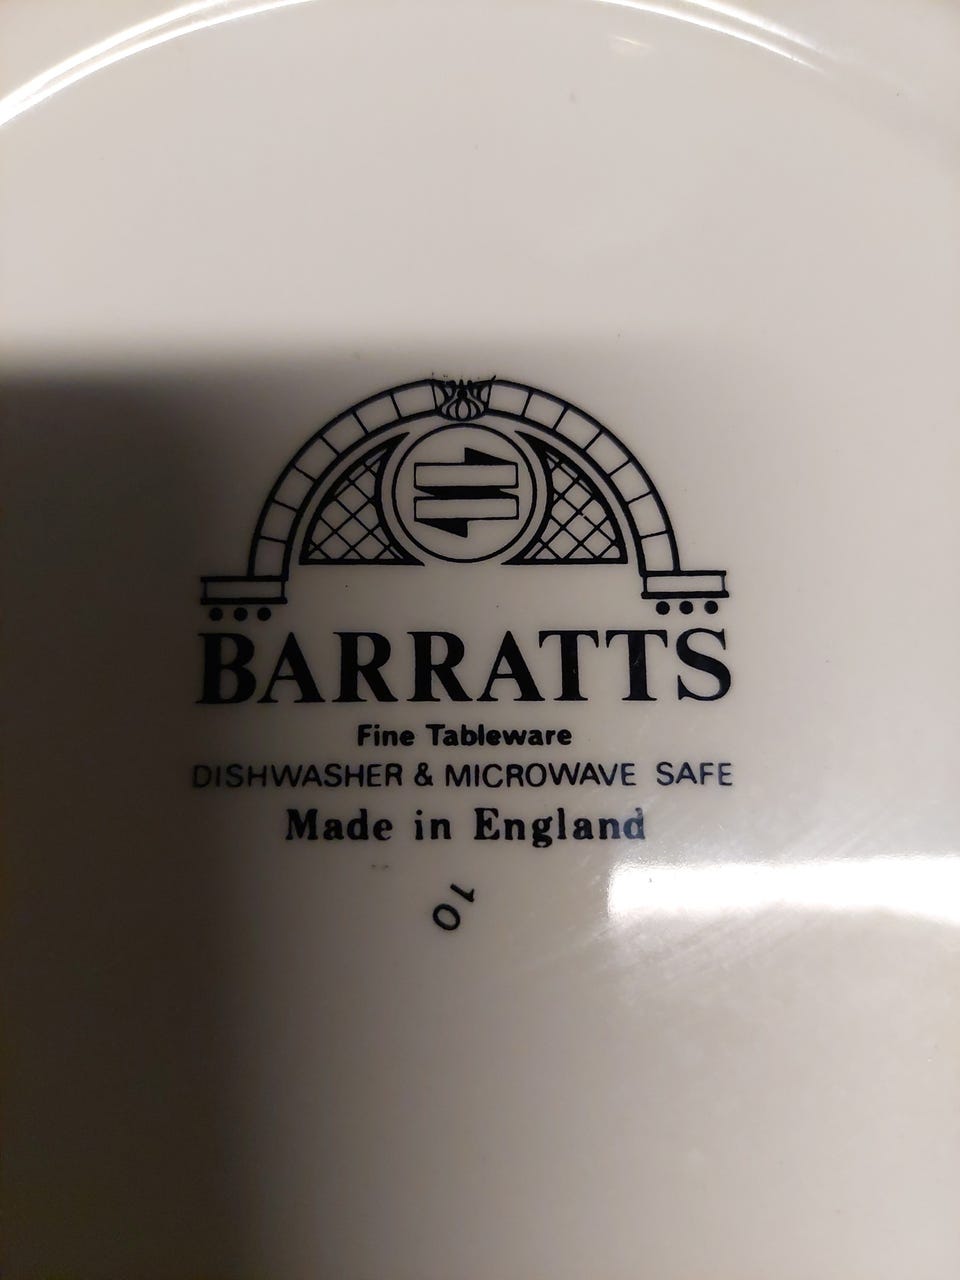 BARRATTS
Fine Tableware
DISHWASHER & MICROWAVE SAFE
Made in England
10